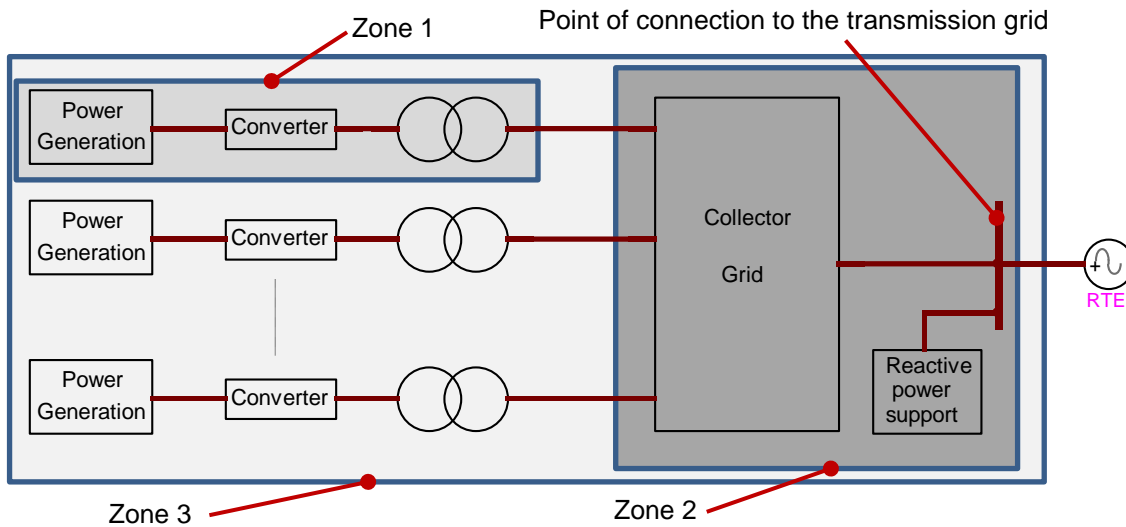 Point of connection to the transmission grid
Zone 1
Power
Generation
Converter
Power
Generation
Converter
Collector
Grid
+
RTE
Power
Generation
Converter
Reactive
power
support
Zone 3
Zone 2